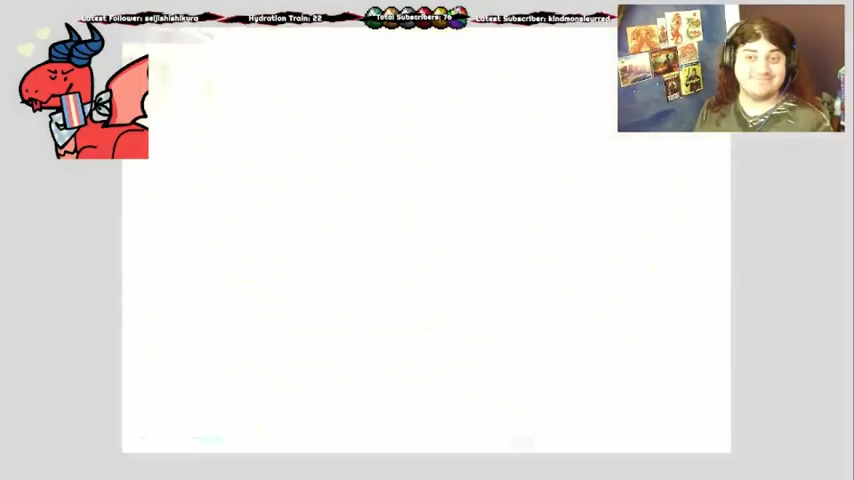 Latest Follower: seijishishikura
Hydration Train: 22
Total Subscribers: 76
Latest Subscriber: kindmonsieurred